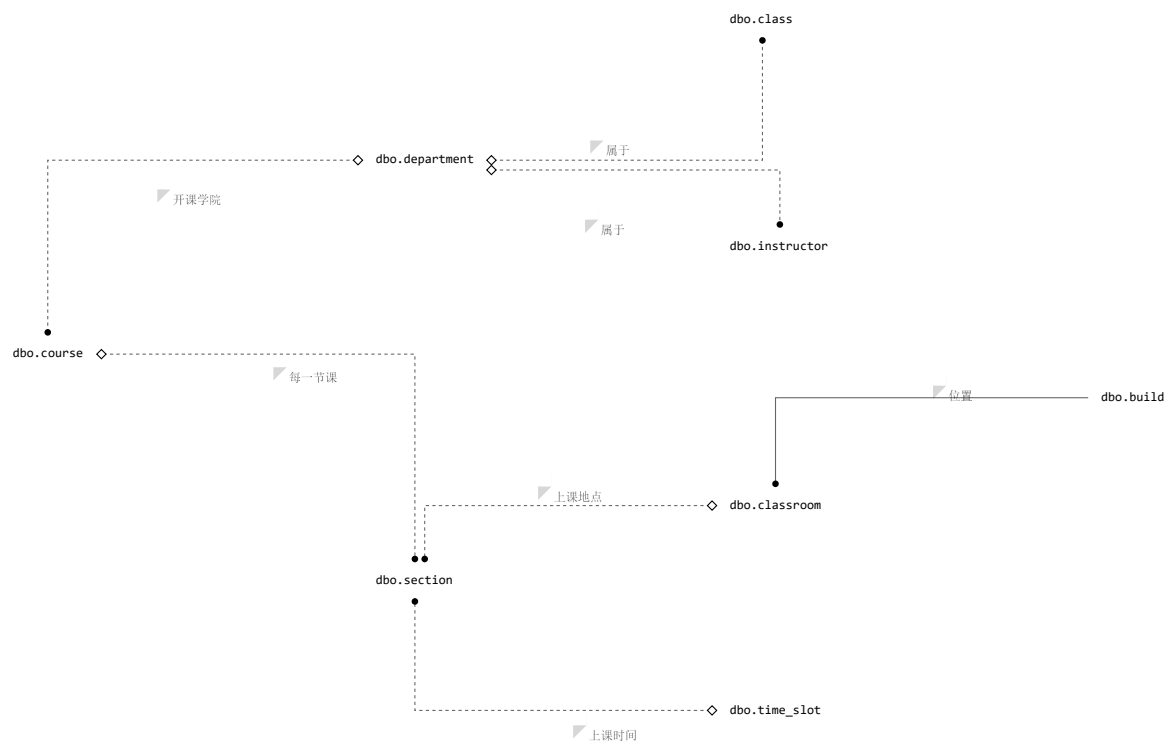 dbo.class
属于
dbo.department
开课学院
属于
dbo.instructor
dbo.course
每一节课
位置
dbo.build
上课地点
dbo.classroom
dbo.section
dbo.time_slot
上课时间